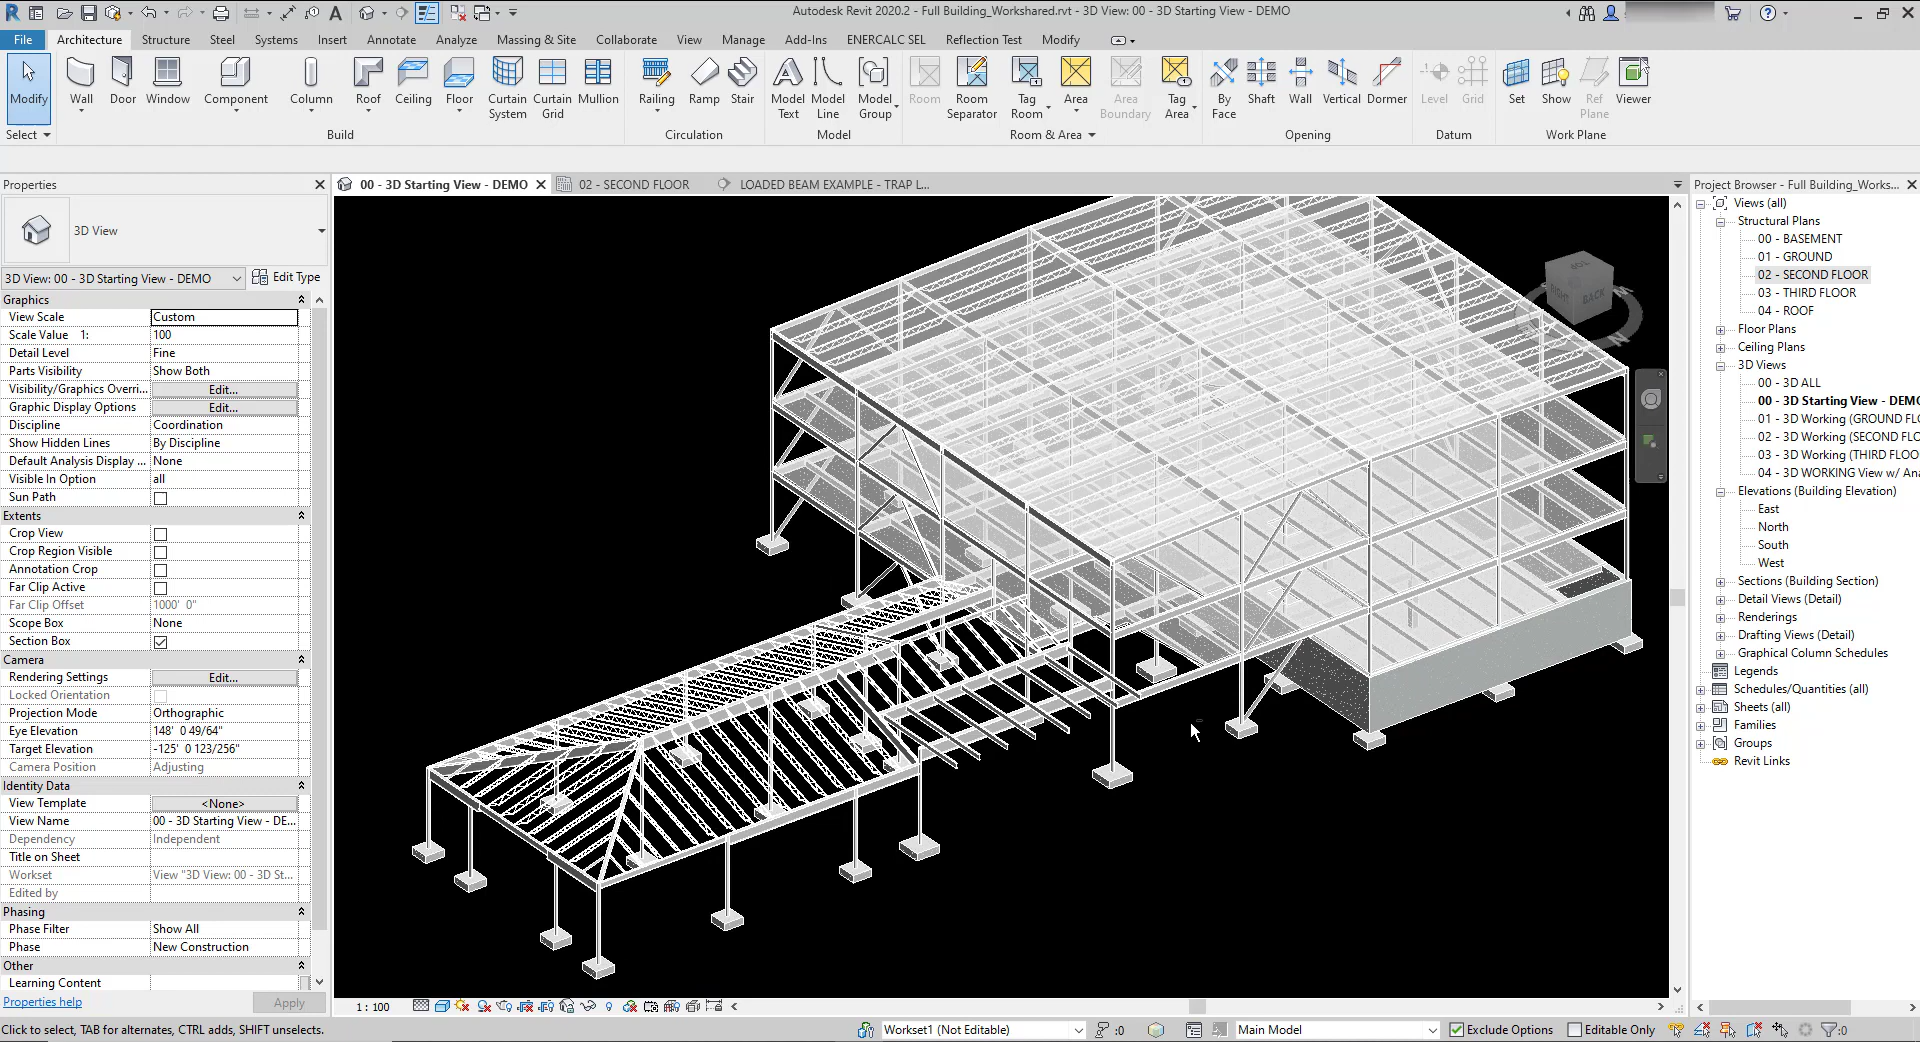 Autodesk Revit 2020.2 - Full Building_Workshared.rvt - 3D View: 00 - 3D Starting View - DEMO
File Architecture Structure Steel Systems Insert Annotate Analyze Massing & Site Collaborate View Manage Add-Ins ENERCALC SEL Reflection Test Modify
Modify Wall Door Window Component Column Roof Ceiling Floor Curtain System Curtain Grid Mullion Railing Ramp Stair Model Text Model Line Model Group Room Room Separator Tag Room Area Area Boundary Tag Area By Face Shaft Wall Vertical Dormer Level Grid Set Show Ref Plane Viewer
Select Build Circulation Model Room & Area Opening Datum Work Plane
Properties
3D View
3D View: 00 - 3D Starting View - DEMO Edit Type
Graphics
View Scale Custom
Scale Value 1: 100
Detail Level Fine
Parts Visibility Show Both
Visibility/Graphics Overri... Edit...
Graphic Display Options Edit...
Discipline Coordination
Show Hidden Lines By Discipline
Default Analysis Display ... None
Visible In Option all
Sun Path
Extents
Crop View
Crop Region Visible
Annotation Crop
Far Clip Active
Far Clip Offset 1000' 0"
Scope Box None
Section Box
Camera
Rendering Settings Edit...
Locked Orientation
Projection Mode Orthographic
Eye Elevation 148' 0 49/64"
Target Elevation -125' 0 123/256"
Camera Position Adjusting
Identity Data
View Template <None>
View Name 00 - 3D Starting View - DE...
Dependency Independent
Title on Sheet
Workset View "3D View: 00 - 3D St...
Edited by
Phasing
Phase Filter Show All
Phase New Construction
Other
Learning Content
Properties help Apply
00 - 3D Starting View - DEMO 02 - SECOND FLOOR LOADED BEAM EXAMPLE - TRAP L...
TOP
RIGHT BACK
1 : 100
Project Browser - Full Building_Works...
Views (all)
Structural Plans
00 - BASEMENT
01 - GROUND
02 - SECOND FLOOR
03 - THIRD FLOOR
04 - ROOF
Floor Plans
Ceiling Plans
3D Views
00 - 3D ALL
00 - 3D Starting View - DEMO
01 - 3D Working (GROUND FLO
02 - 3D Working (SECOND FLO
03 - 3D Working (THIRD FLOO
04 - 3D WORKING View w/ Ana
Elevations (Building Elevation)
East
North
South
West
Sections (Building Section)
Detail Views (Detail)
Renderings
Drafting Views (Detail)
Graphical Column Schedules
Legends
Schedules/Quantities (all)
Sheets (all)
Families
Groups
Revit Links
Click to select, TAB for alternates, CTRL adds, SHIFT unselects. Workset1 (Not Editable) :0 Main Model Exclude Options Editable Only :0